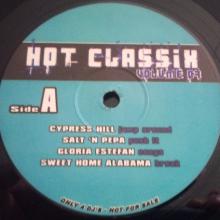 HOT CLASSIX
VOLUME 09
Side A
CYPRESS HILL jump around
SALT 'N PEPA push it
GLORIA ESTEFAN conga
SWEET HOME ALABAMA break
ONLY 4 DJ'S - NOT FOR SALE